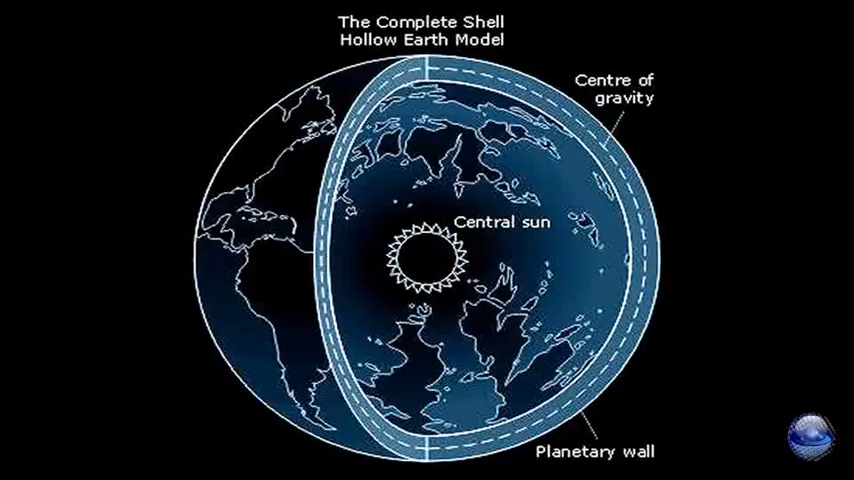 The Complete Shell
Hollow Earth Model
Centre of
gravity
Central sun
Planetary wall